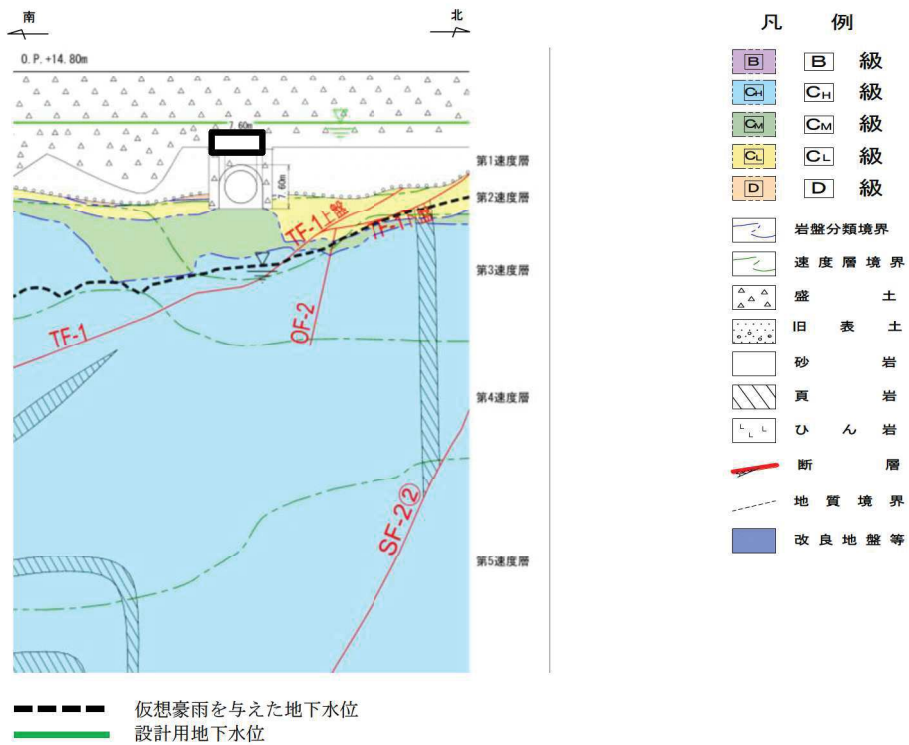 南
北
O.P.+14.80m
7.60m
7.60m
第1速度層
第2速度層
第3速度層
第4速度層
第5速度層
TF-1上盤
TF-1
OF-2
SF-2②
凡 例
B B 級
CH CH 級
CM CM 級
CL CL 級
D D 級
岩盤分類境界
速度層境界
盛土
旧表土
砂岩
頁岩
ひん岩
断層
地質境界
改良地盤等
仮想豪雨を与えた地下水位
設計用地下水位